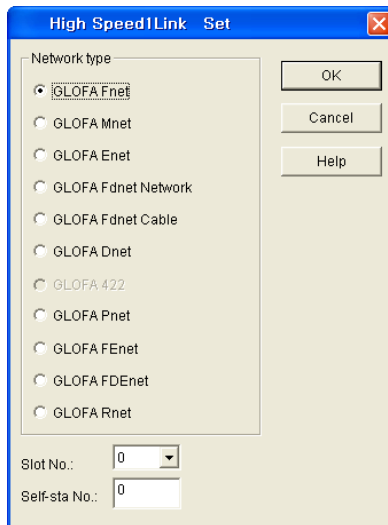 High Speed1Link Set
Network type
GLOFA Fnet
GLOFA Mnet
GLOFA Enet
GLOFA Fdnet Network
GLOFA Fdnet Cable
GLOFA Dnet
GLOFA 422
GLOFA Pnet
GLOFA FEnet
GLOFA FDEnet
GLOFA Rnet
OK
Cancel
Help
Slot No.: 0
Self-sta No.: 0